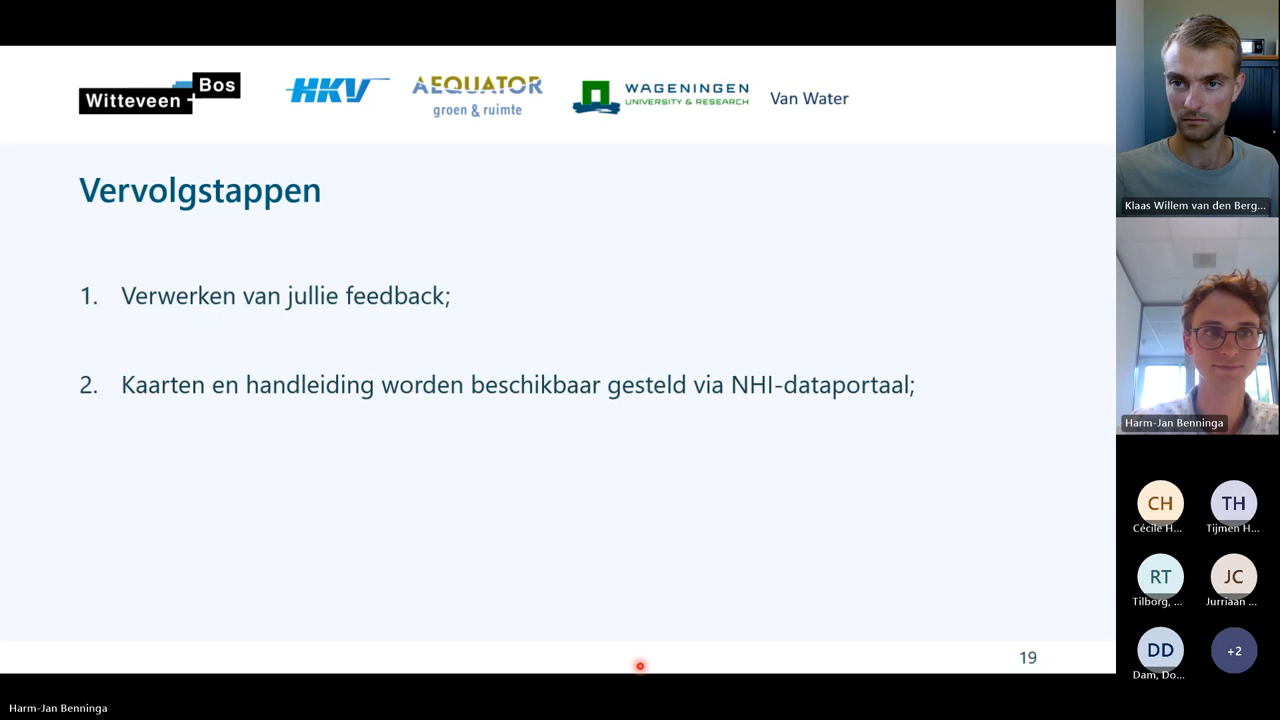 Witteveen + Bos
HKV
AEQUATOR
groen & ruimte
WAGENINGEN
UNIVERSITY & RESEARCH
Van Water
Vervolgstappen
1. Verwerken van jullie feedback;
2. Kaarten en handleiding worden beschikbaar gesteld via NHI-dataportaal;
19
Harm-Jan Benninga
Klaas Willem van den Berg...
Harm-Jan Benninga
CH
Cécile H...
TH
Tijmen H...
RT
Tilborg, ...
JC
Jurriaan ...
DD
Dam, Do...
+2